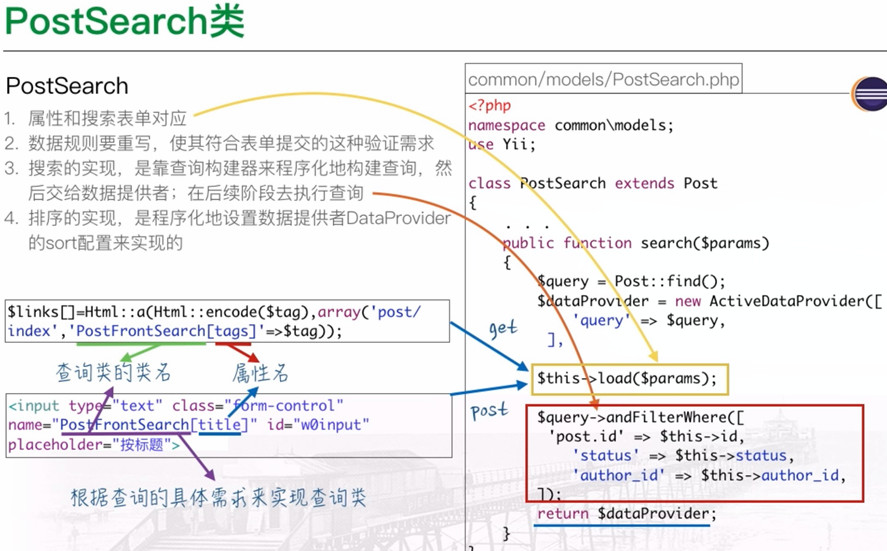 PostSearch类
PostSearch
1. 属性和搜索表单对应
2. 数据规则要重写，使其符合表单提交的这种验证需求
3. 搜索的实现，是靠查询构建器来程序化地构建查询，然
后交给数据提供者；在后续阶段去执行查询
4. 排序的实现，是程序化地设置数据提供者DataProvider
的sort配置来实现的
$links[]=Html::a(Html::encode($tag),array('post/
index','PostFrontSearch[tags]'=>$tag));
查询类的类名
属性名
<input type="text" class="form-control"
name="PostFrontSearch[title]" id="w0input"
placeholder="按标题">
根据查询的具体需求来实现查询类
get
post
common/models/PostSearch.php
<?php
namespace common\models;
use Yii;
class PostSearch extends Post
{
. . .
public function search($params)
{
$query = Post::find();
$dataProvider = new ActiveDataProvider([
'query' => $query,
],
$this->load($params);
$query->andFilterWhere([
'post.id' => $this->id,
'status' => $this->status,
'author_id' => $this->author_id,
]);
return $dataProvider;
}
}